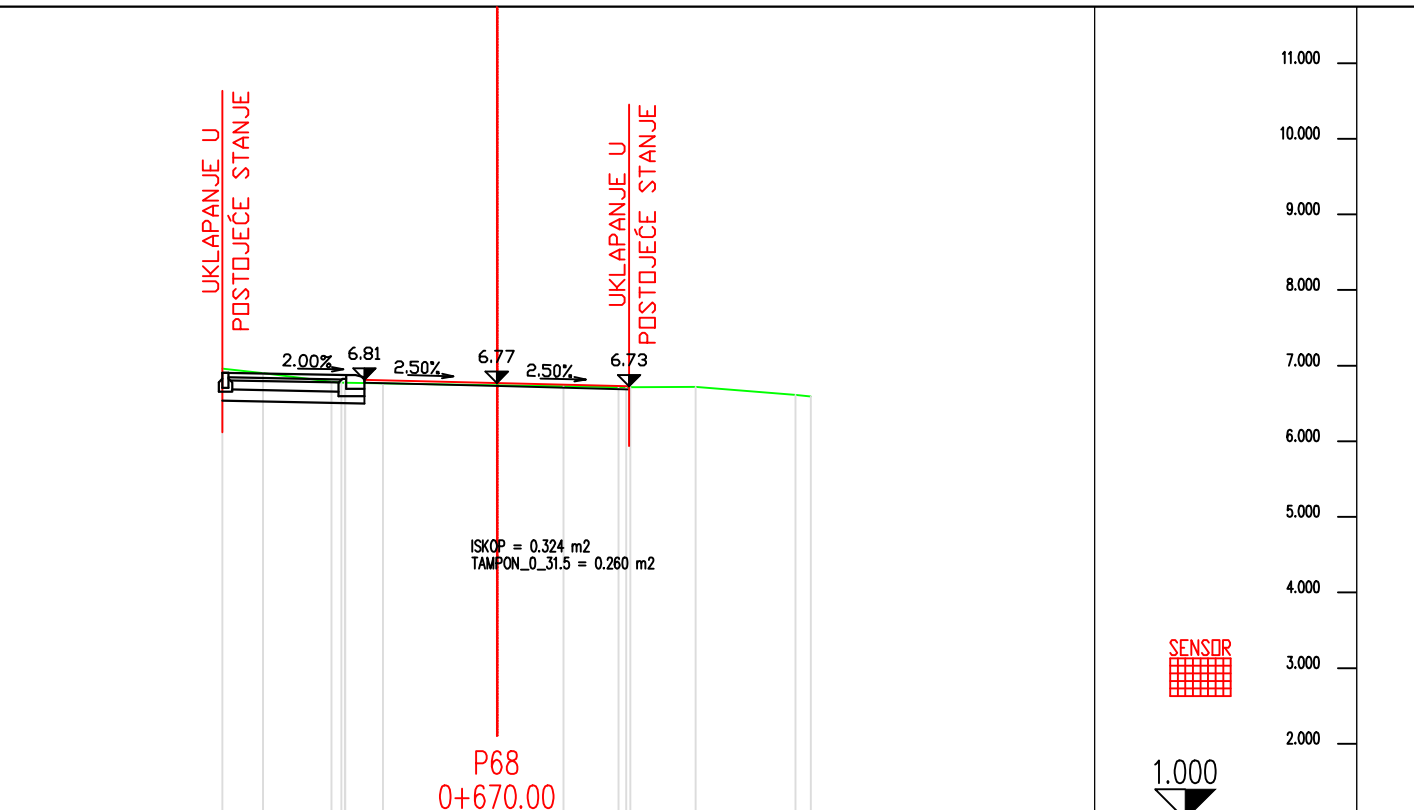 UKLAPANJE U
POSTOJEĆE STANJE
UKLAPANJE U
POSTOJEĆE STANJE
2.00%
6.81
2.50%
6.77
2.50%
6.73
ISKOP = 0.324 m2
TAMPON_0_31.5 = 0.260 m2
P68
0+670.00
11.000
10.000
9.000
8.000
7.000
6.000
5.000
4.000
3.000
2.000
SENSOR
1.000